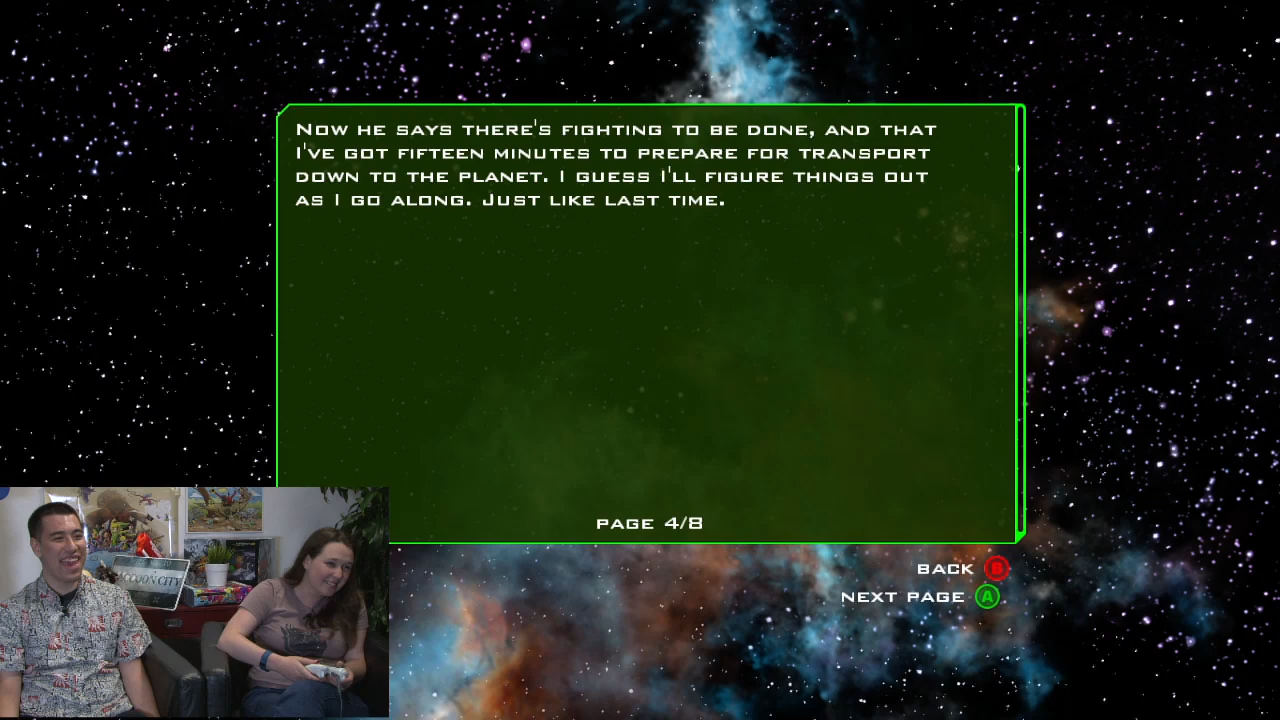 Now he says there's fighting to be done, and that
I've got fifteen minutes to prepare for transport
down to the planet. I guess I'll figure things out
as I go along. Just like last time.
PAGE 4/8
BACK B
NEXT PAGE A
RACCOON CITY